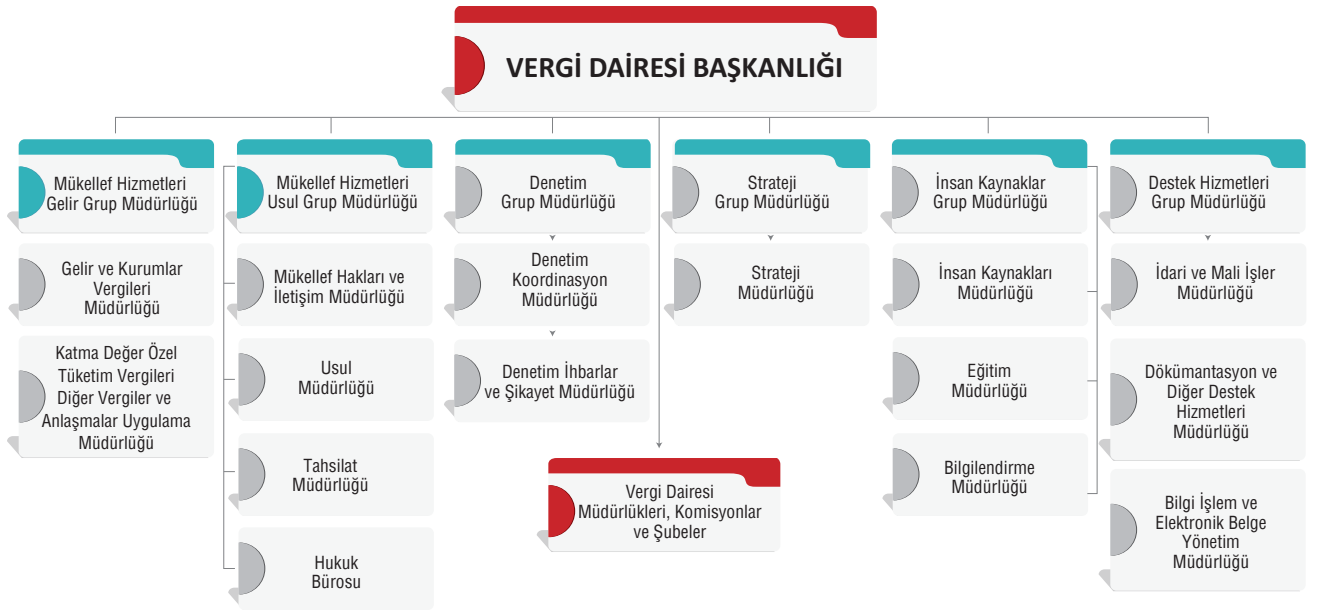 VERGİ DAİRESİ BAŞKANLIĞI
Mükellef Hizmetleri
Gelir Grup Müdürlüğü
Gelir ve Kurumlar
Vergileri
Müdürlüğü
Katma Değer Özel
Tüketim Vergileri
Diğer Vergiler ve
Anlaşmalar Uygulama
Müdürlüğü
Mükellef Hizmetleri
Usul Grup Müdürlüğü
Mükellef Hakları ve
İletişim Müdürlüğü
Usul
Müdürlüğü
Tahsilat
Müdürlüğü
Hukuk
Bürosu
Denetim
Grup Müdürlüğü
Denetim
Koordinasyon
Müdürlüğü
Denetim İhbarlar
ve Şikayet Müdürlüğü
Vergi Dairesi
Müdürlükleri, Komisyonlar
ve Şubeler
Strateji
Grup Müdürlüğü
Strateji
Müdürlüğü
İnsan Kaynaklar
Grup Müdürlüğü
İnsan Kaynakları
Müdürlüğü
Eğitim
Müdürlüğü
Bilgilendirme
Müdürlüğü
Destek Hizmetleri
Grup Müdürlüğü
İdari ve Mali İşler
Müdürlüğü
Dökümantasyon ve
Diğer Destek
Hizmetleri
Müdürlüğü
Bilgi İşlem ve
Elektronik Belge
Yönetim
Müdürlüğü